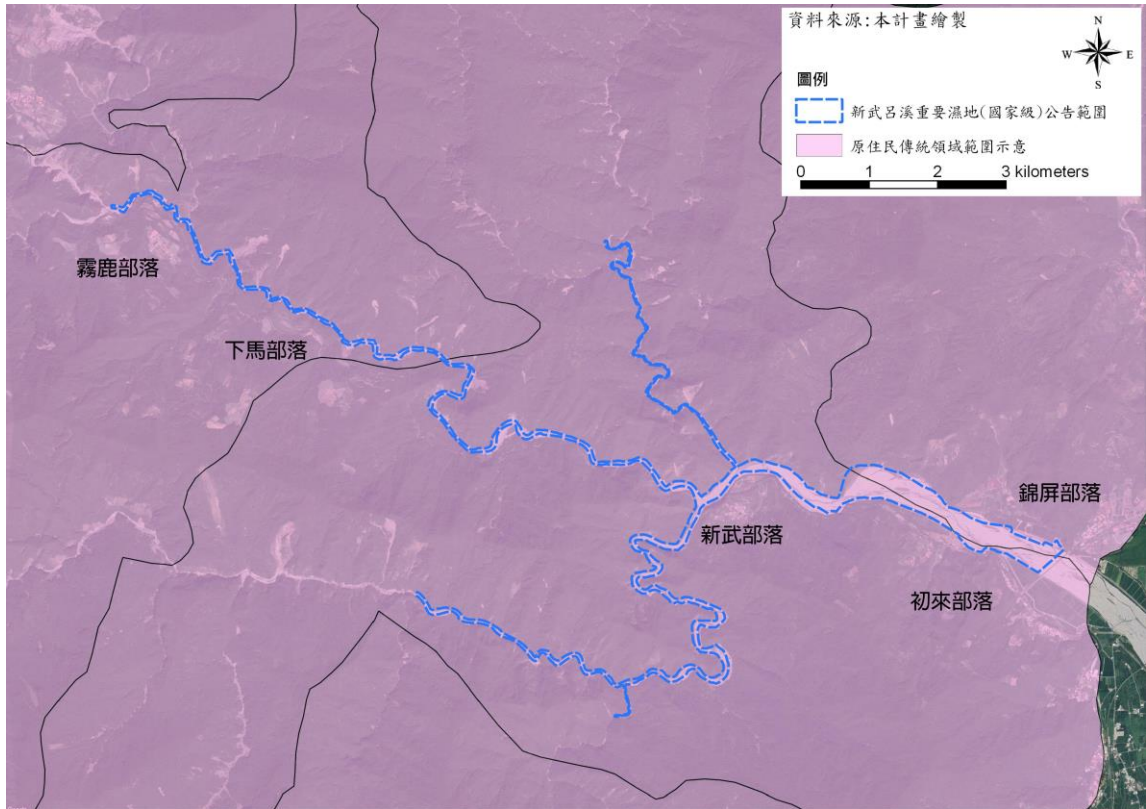 資料來源:本計畫繪製
N
W E
S
圖例
新武呂溪重要濕地(國家級)公告範圍
原住民傳統領域範圍示意
0 1 2 3 kilometers
霧鹿部落
下馬部落
錦屏部落
新武部落
初來部落